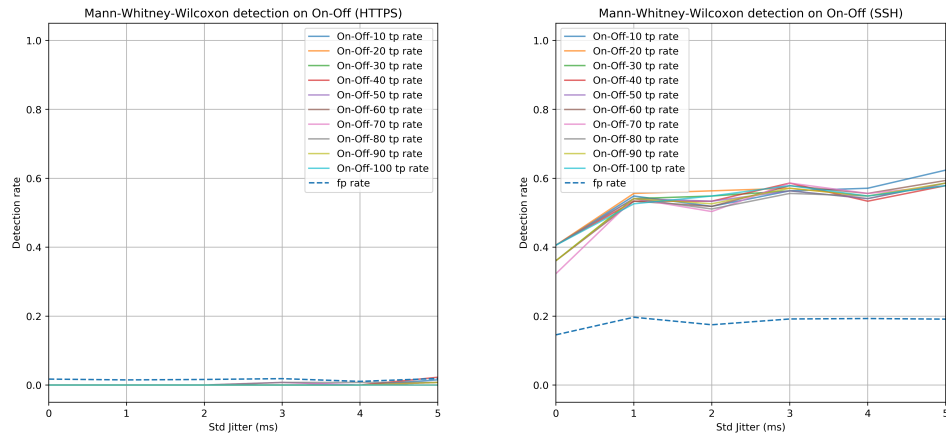 Mann-Whitney-Wilcoxon detection on On-Off (HTTPS)
1.0
0.8
0.6
0.4
0.2
0.0
Detection rate
On-Off-10 tp rate
On-Off-20 tp rate
On-Off-30 tp rate
On-Off-40 tp rate
On-Off-50 tp rate
On-Off-60 tp rate
On-Off-70 tp rate
On-Off-80 tp rate
On-Off-90 tp rate
On-Off-100 tp rate
fp rate
0 1 2 3 4 5
Std Jitter (ms)
Mann-Whitney-Wilcoxon detection on On-Off (SSH)
1.0
0.8
0.6
0.4
0.2
0.0
Detection rate
On-Off-10 tp rate
On-Off-20 tp rate
On-Off-30 tp rate
On-Off-40 tp rate
On-Off-50 tp rate
On-Off-60 tp rate
On-Off-70 tp rate
On-Off-80 tp rate
On-Off-90 tp rate
On-Off-100 tp rate
fp rate
0 1 2 3 4 5
Std Jitter (ms)